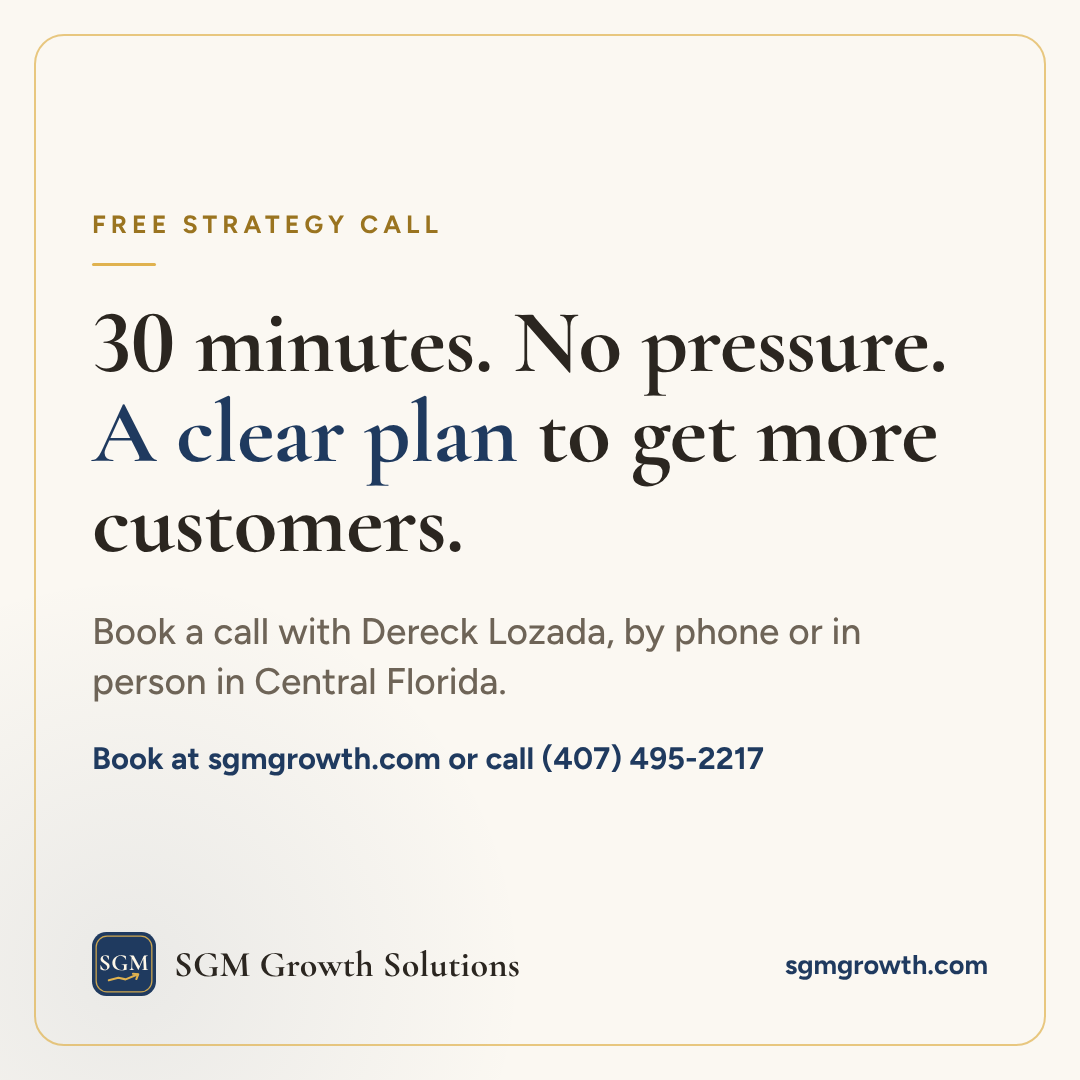 FREE STRATEGY CALL
30 minutes. No pressure.
A clear plan to get more
customers.
Book a call with Dereck Lozada, by phone or in
person in Central Florida.
Book at sgmgrowth.com or call (407) 495-2217
SGM
SGM Growth Solutions
sgmgrowth.com